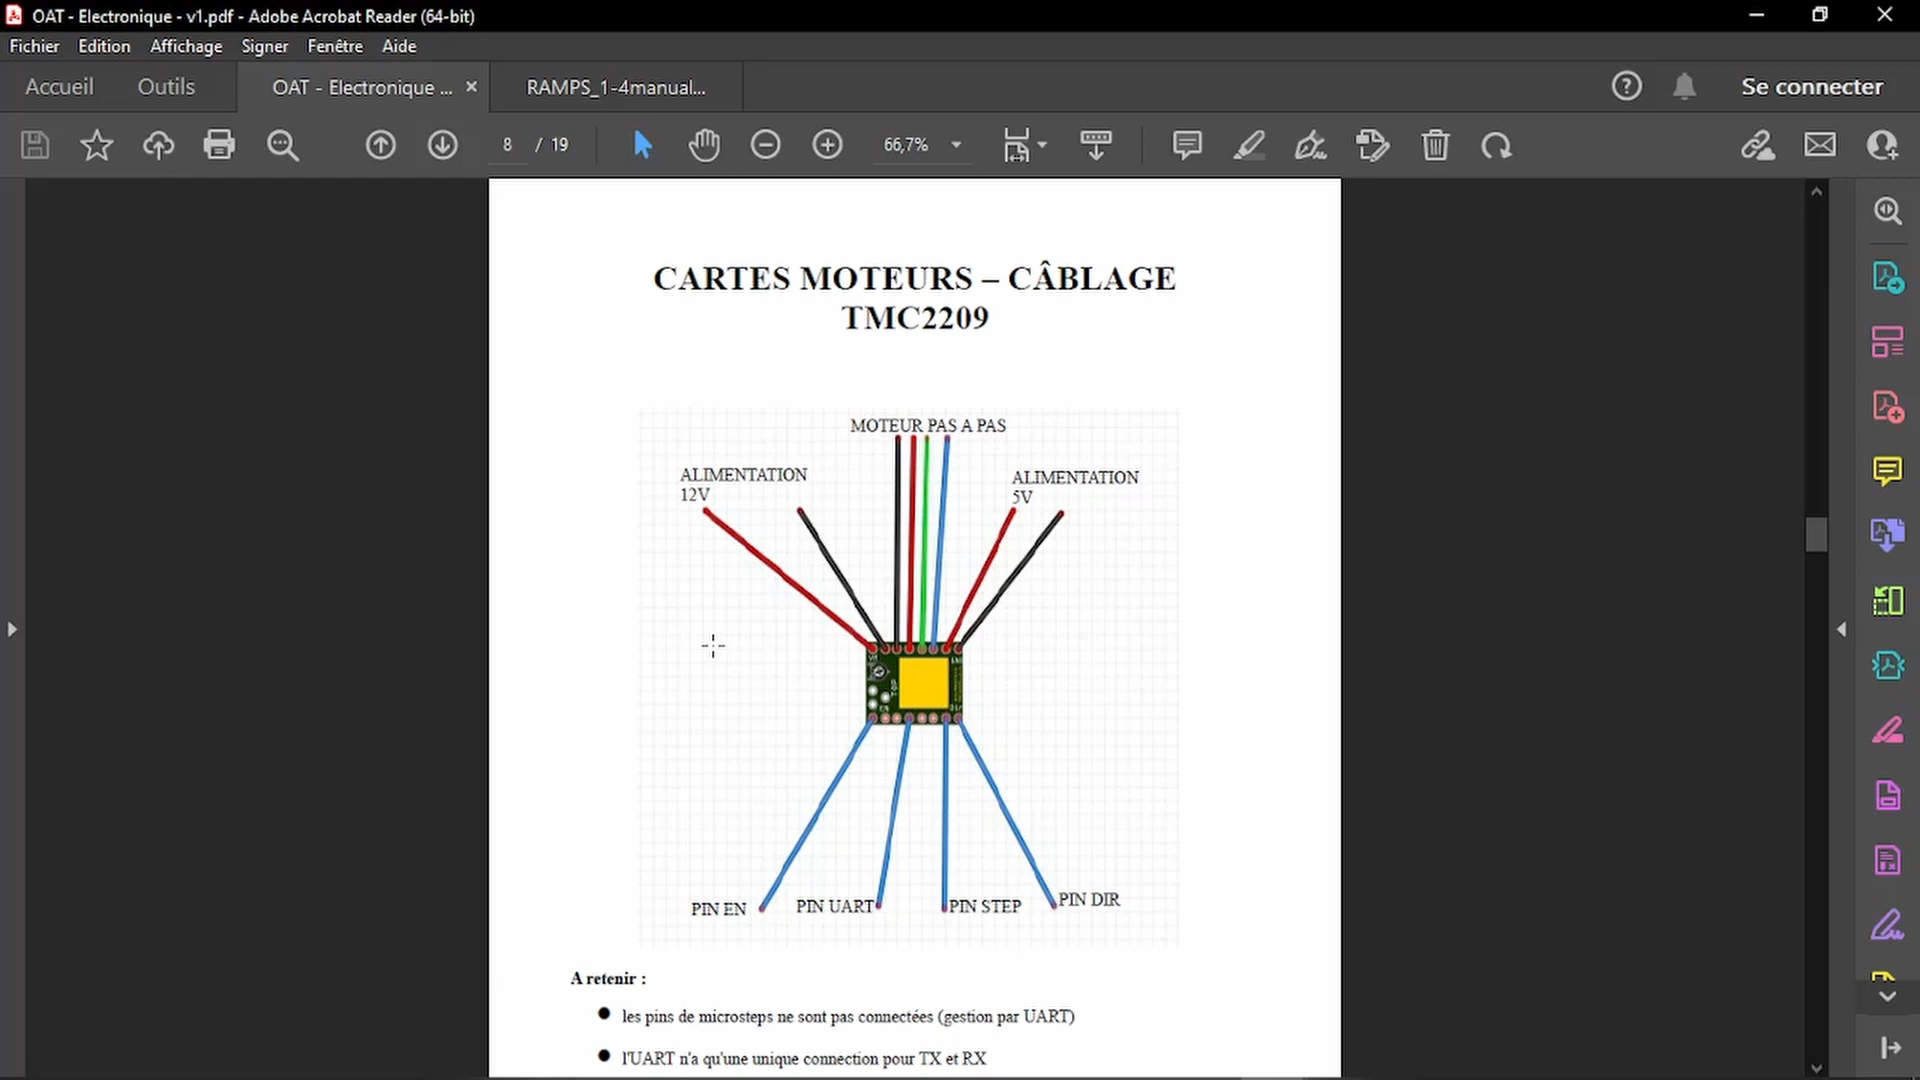 OAT - Electronique - v1.pdf - Adobe Acrobat Reader (64-bit)
Fichier Edition Affichage Signer Fenêtre Aide
Accueil Outils OAT - Electronique ... RAMPS_1-4manual... Se connecter
8 / 19 66,7%
CARTES MOTEURS – CÂBLAGE
TMC2209
MOTEUR PAS A PAS
ALIMENTATION
12V
ALIMENTATION
5V
TOP
EN
PIN EN PIN UART PIN STEP PIN DIR
A retenir :
les pins de microsteps ne sont pas connectées (gestion par UART)
l'UART n'a qu'une unique connection pour TX et RX